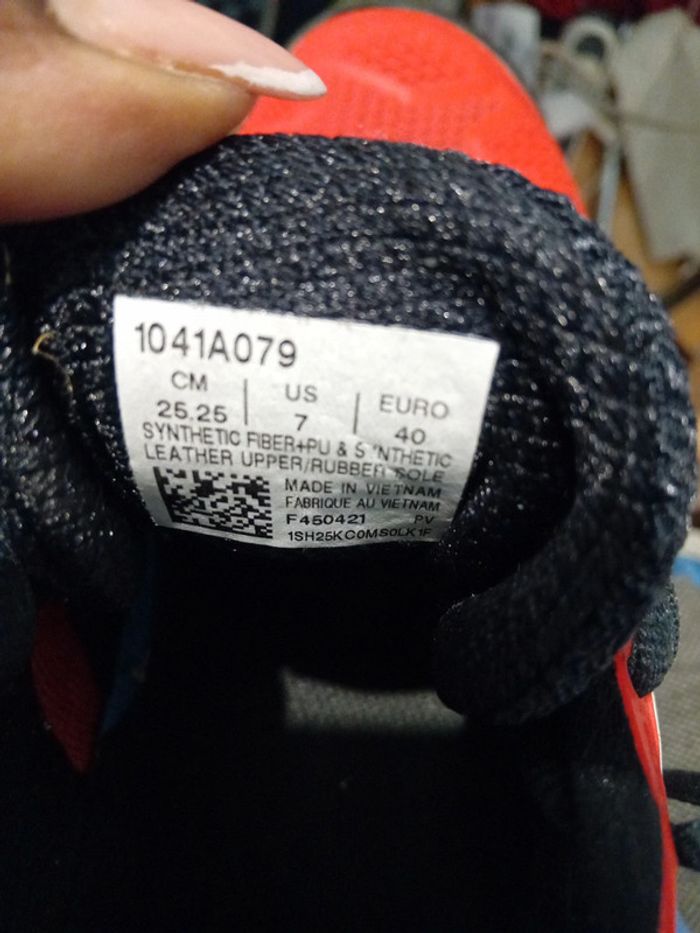 1041A079
CM US EURO
25.25 7 40
SYNTHETIC FIBER+PU & S NTHETIC
LEATHER UPPER/RUBBER SOLE
MADE IN VIETNAM
FABRIQUE AU VIETNAM
F450421 PV
1SH25KC0MS0LK1F